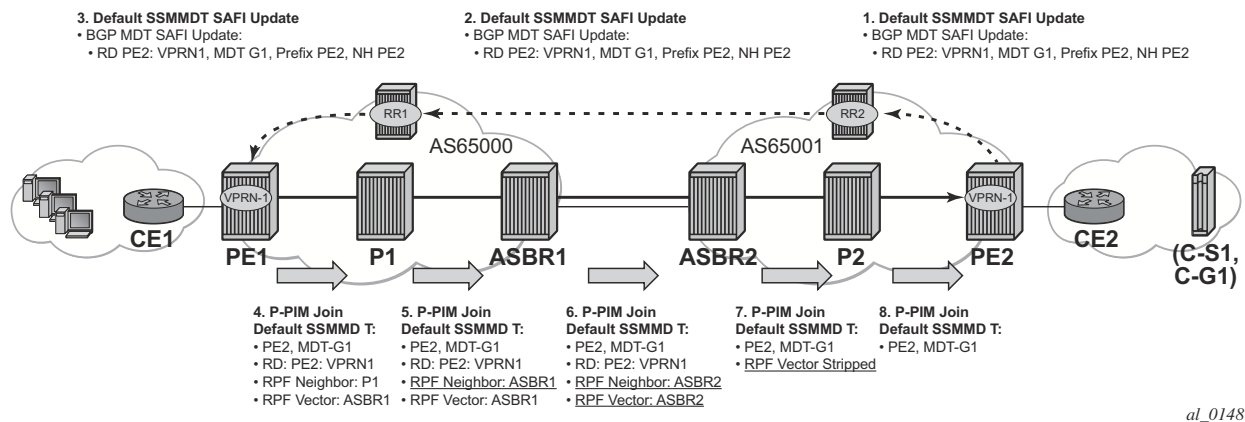 3. Default SSMMDT SAFI Update
• BGP MDT SAFI Update:
• RD PE2: VPRN1, MDT G1, Prefix PE2, NH PE2
2. Default SSMMDT SAFI Update
• BGP MDT SAFI Update:
• RD PE2: VPRN1, MDT G1, Prefix PE2, NH PE2
1. Default SSMMDT SAFI Update
• BGP MDT SAFI Update:
• RD PE2: VPRN1, MDT G1, Prefix PE2, NH PE2
RR1
RR2
AS65000
AS65001
VPRN-1
VPRN-1
CE1
PE1
P1
ASBR1
ASBR2
P2
PE2
CE2
(C-S1,
C-G1)
4. P-PIM Join
Default SSMMD T:
• PE2, MDT-G1
• RD: PE2: VPRN1
• RPF Neighbor: P1
• RPF Vector: ASBR1
5. P-PIM Join
Default SSMMD T:
• PE2, MDT-G1
• RD: PE2: VPRN1
• RPF Neighbor: ASBR1
• RPF Vector: ASBR1
6. P-PIM Join
Default SSMMD T:
• PE2, MDT-G1
• RD: PE2: VPRN1
• RPF Neighbor: ASBR2
• RPF Vector: ASBR2
7. P-PIM Join
Default SSMMD T:
• PE2, MDT-G1
• RPF Vector Stripped
8. P-PIM Join
Default SSMMD T:
• PE2, MDT-G1
al_0148